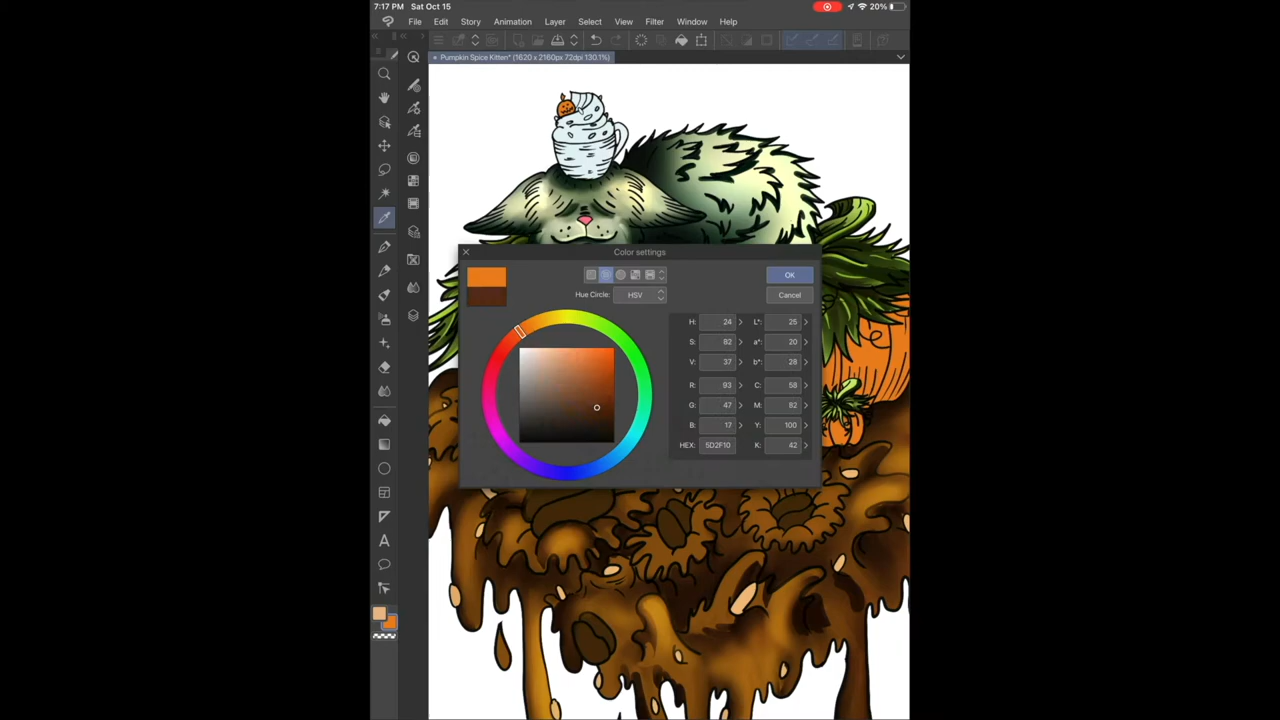 7:17 PM Sat Oct 15 20%
File Edit Story Animation Layer Select View Filter Window Help
Pumpkin Spice Kitten* (1620 x 2160px 72dpi 130.1%)
Color settings
OK
Hue Circle: HSV Cancel
H: 24 L*: 25
S: 82 a*: 20
V: 37 b*: 28
R: 93 C: 58
G: 47 M: 82
B: 17 Y: 100
HEX: 5D2F10 K: 42